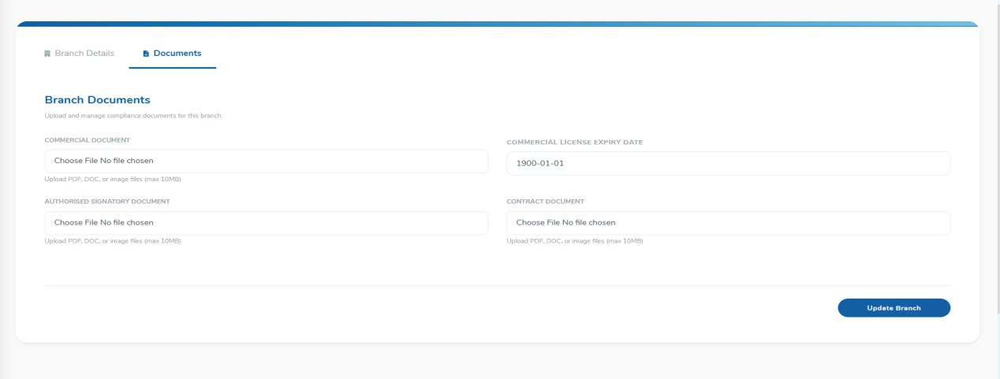 Branch Details
Documents
Branch Documents
Upload and manage compliance documents for this branch.
COMMERCIAL DOCUMENT
Choose File No file chosen
Upload PDF, DOC, or image files (max 10MB)
COMMERCIAL LICENSE EXPIRY DATE
1900-01-01
AUTHORISED SIGNATORY DOCUMENT
Choose File No file chosen
Upload PDF, DOC, or image files (max 10MB)
CONTRACT DOCUMENT
Choose File No file chosen
Upload PDF, DOC, or image files (max 10MB)
Update Branch